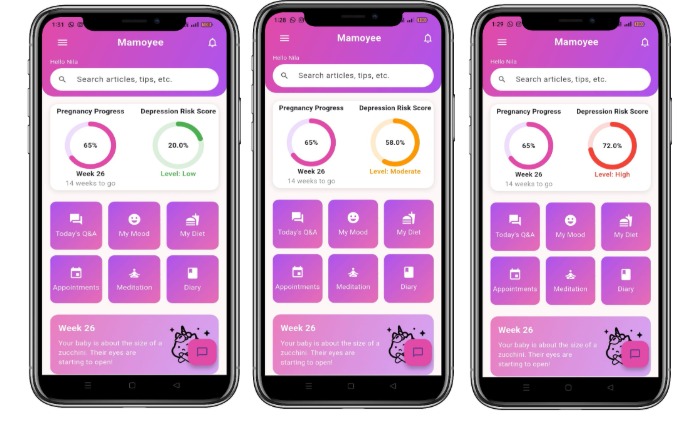 1:31
Mamoyee
Hello Nila
Search articles, tips, etc.
Pregnancy Progress Depression Risk Score
65% 20.0%
Week 26 Level: Low
14 weeks to go
Today's Q&A My Mood My Diet
Appointments Meditation Diary
Week 26
Your baby is about the size of a
zucchini. Their eyes are
starting to open!
1:28
Mamoyee
Hello Nila
Search articles, tips, etc.
Pregnancy Progress Depression Risk Score
65% 58.0%
Week 26 Level: Moderate
14 weeks to go
Today's Q&A My Mood My Diet
Appointments Meditation Diary
Week 26
Your baby is about the size of a
zucchini. Their eyes are
starting to open!
1:29
Mamoyee
Hello Nila
Search articles, tips, etc.
Pregnancy Progress Depression Risk Score
65% 72.0%
Week 26 Level: High
14 weeks to go
Today's Q&A My Mood My Diet
Appointments Meditation Diary
Week 26
Your baby is about the size of a
zucchini. Their eyes are
starting to open!